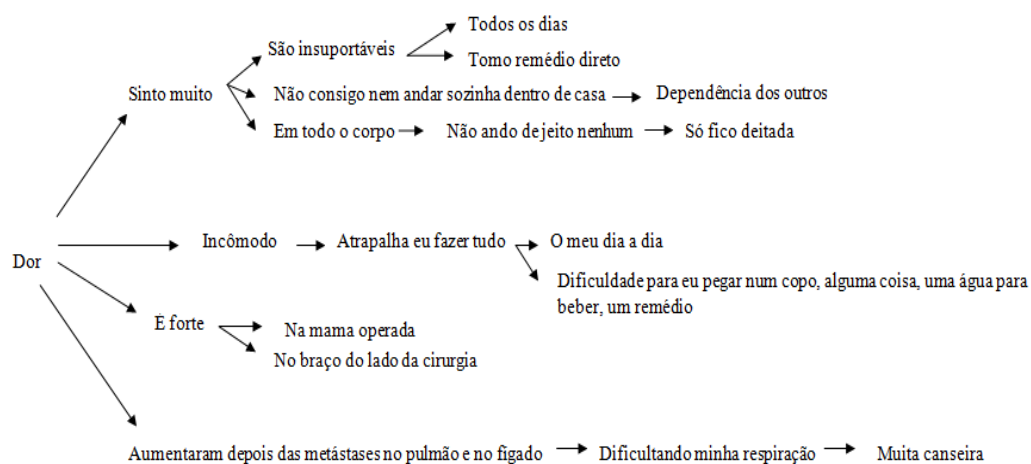 Todos os dias
São insuportáveis
Tomo remédio direto
Sinto muito
Não consigo nem andar sozinha dentro de casa
Dependência dos outros
Em todo o corpo
Não ando de jeito nenhum
Só fico deitada
Dor
Incômodo
Atrapalha eu fazer tudo
O meu dia a dia
Dificuldade para eu pegar num copo, alguma coisa, uma água para
beber, um remédio
É forte
Na mama operada
No braço do lado da cirurgia
Aumentaram depois das metástases no pulmão e no fígado
Dificultando minha respiração
Muita canseira